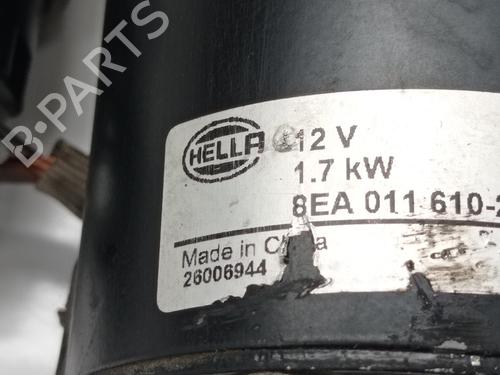 B-Parts
HELLA
12 V
1.7 kW
8EA 011 610-
Made in China
26006944